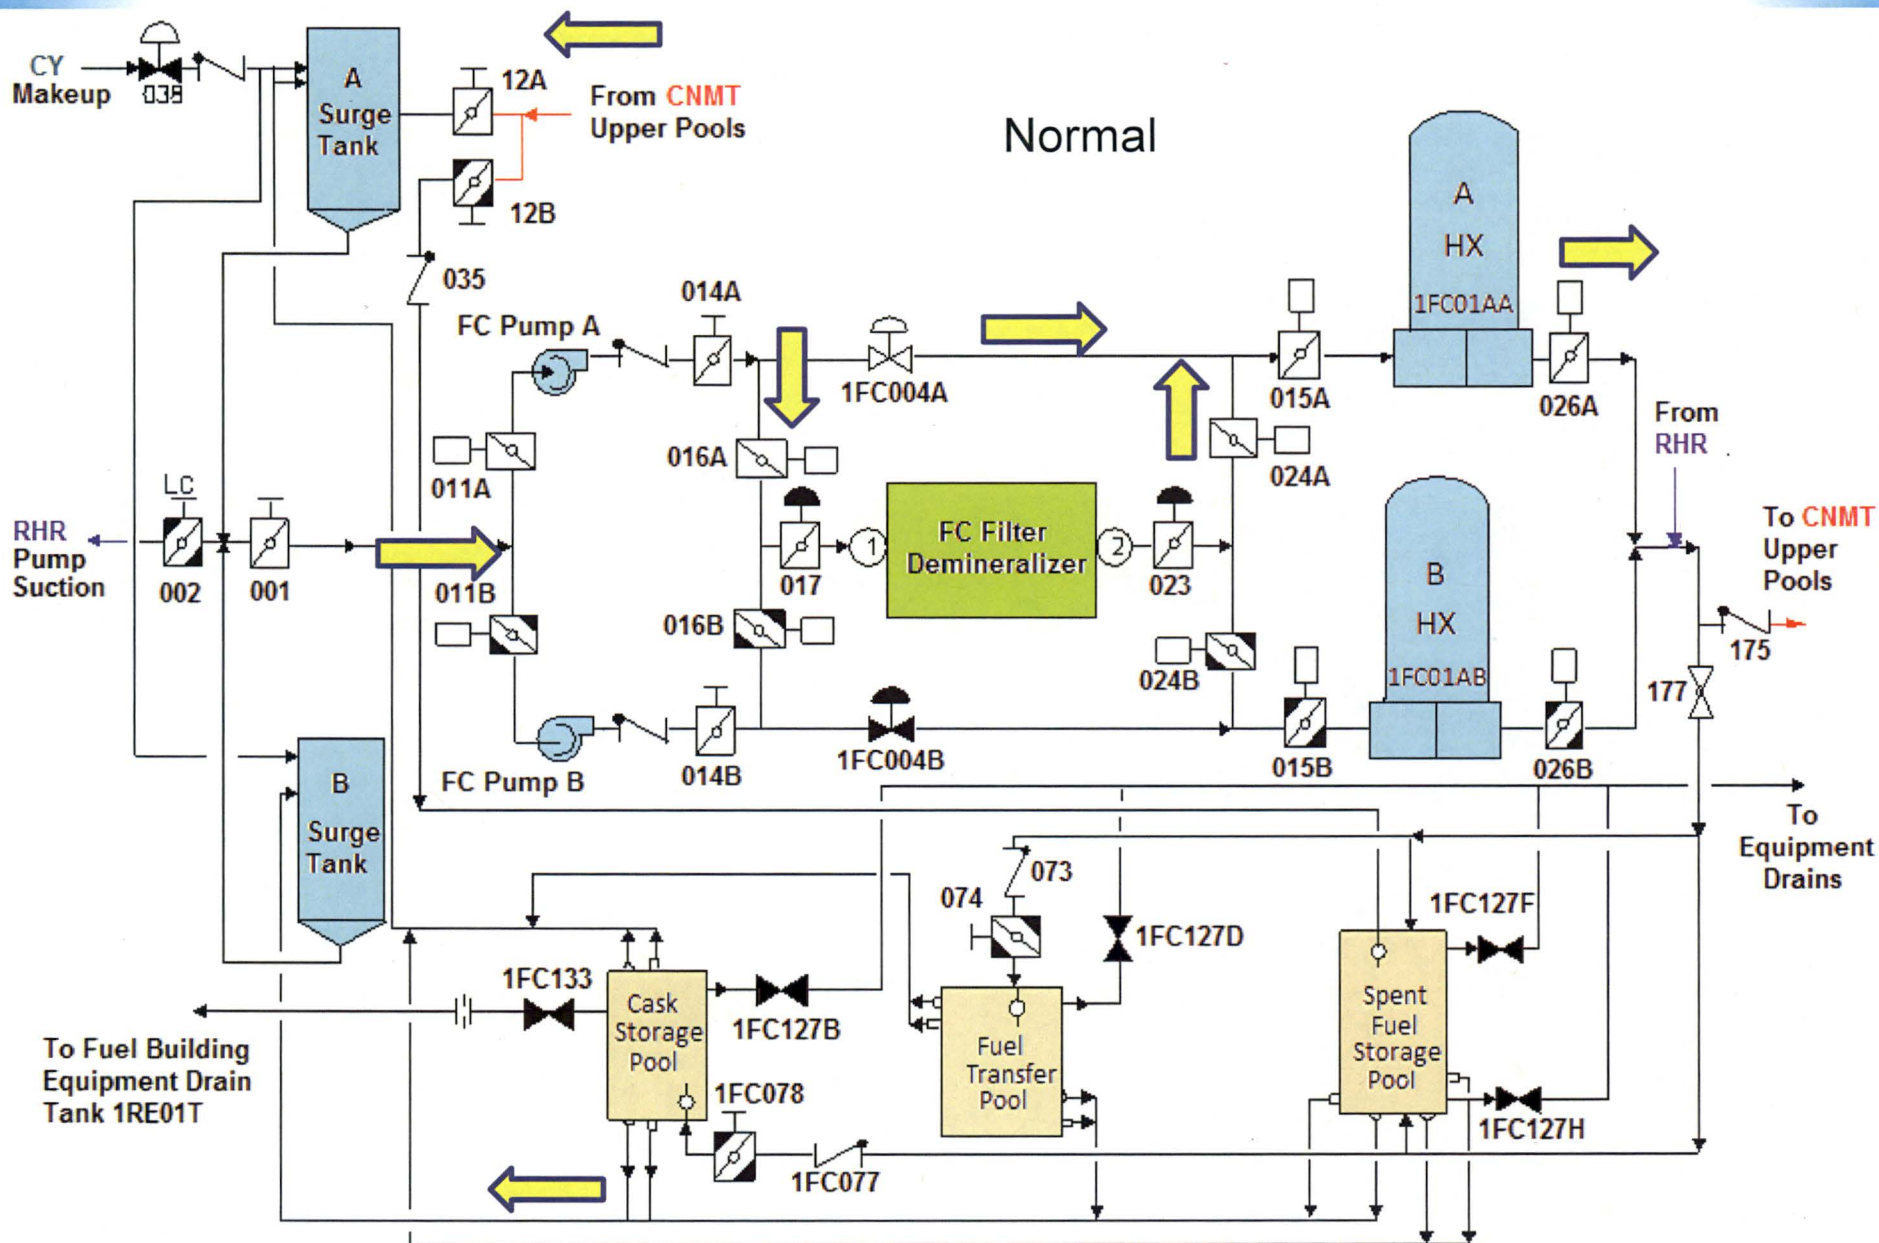 CY
Makeup
038
A
Surge
Tank
12A
From CNMT
Upper Pools
12B
Normal
A
HX
1FC01AA
035
014A
FC Pump A
1FC004A
015A
026A
From
RHR
011A
016A
024A
LC
RHR
Pump
Suction
002
001
011B
017
1
FC Filter
Demineralizer
2
023
To CNMT
Upper
Pools
016B
024B
B
HX
1FC01AB
175
177
FC Pump B
014B
1FC004B
015B
026B
B
Surge
Tank
To
Equipment
Drains
073
074
1FC127D
1FC127F
1FC133
Cask
Storage
Pool
1FC127B
Fuel
Transfer
Pool
Spent
Fuel
Storage
Pool
To Fuel Building
Equipment Drain
Tank 1RE01T
1FC078
1FC077
1FC127H